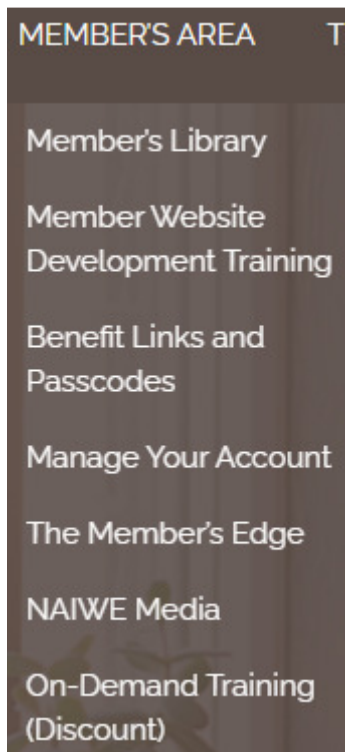 MEMBER'S AREA T
Member's Library
Member Website
Development Training
Benefit Links and
Passcodes
Manage Your Account
The Member's Edge
NAIWE Media
On-Demand Training
(Discount)